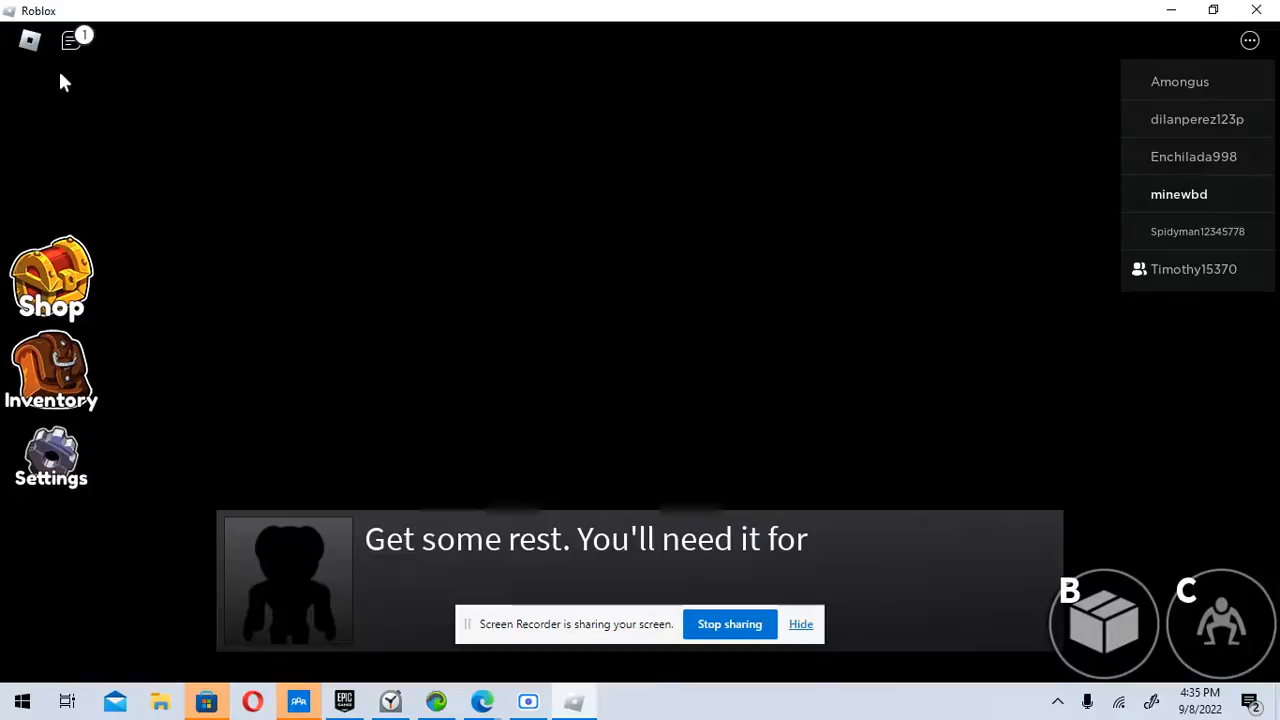 Roblox
1
Amongus
dilanperez123p
Enchilada998
minewbd
Spidyman12345778
Timothy15370
Shop
Inventory
Settings
Get some rest. You'll need it for
B
C
Screen Recorder is sharing your screen.
Stop sharing
Hide
EPIC
GAMES
4:35 PM
9/8/2022
2